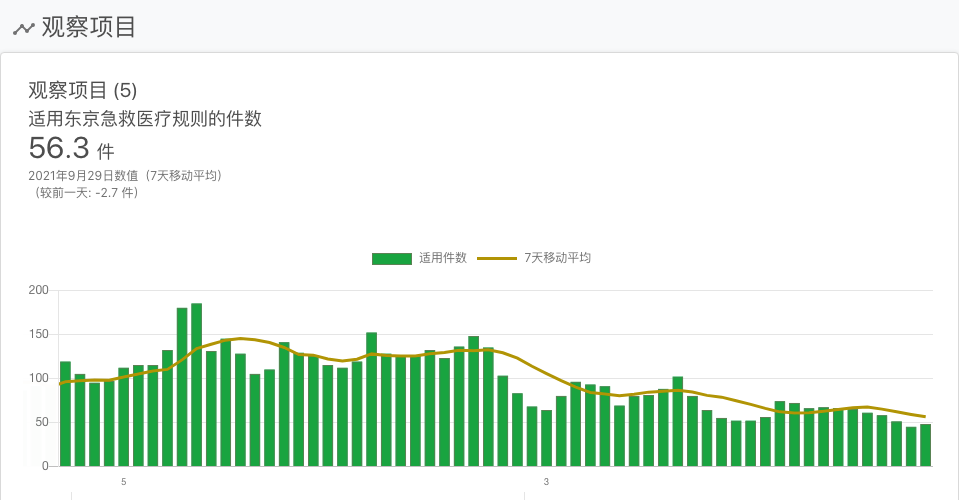 观察项目
观察项目 (5)
适用东京急救医疗规则的件数
56.3 件
2021年9月29日数值（7天移动平均）
（较前一天: -2.7 件）
适用件数 7天移动平均
200
150
100
50
0
5 3